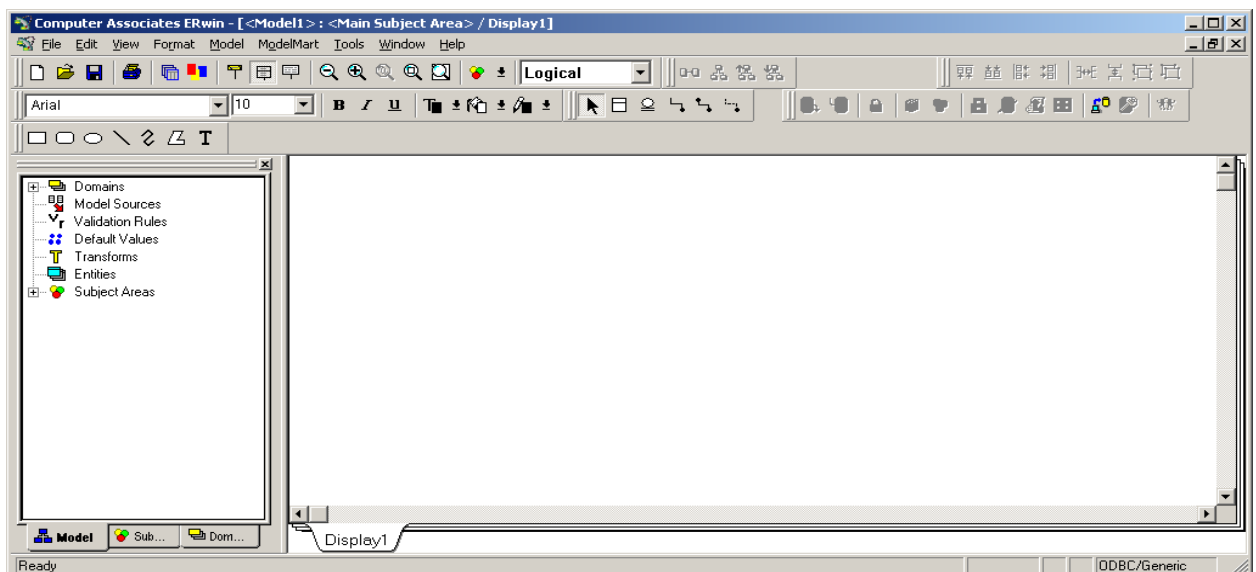 Computer Associates ERwin - [<Model1> : <Main Subject Area> / Display1]
File Edit View Format Model ModelMart Tools Window Help
Logical
Arial 10 B I U
T
Domains
Model Sources
Validation Rules
Default Values
Transforms
Entities
Subject Areas
Model Sub... Dom... Display1
Ready ODBC/Generic